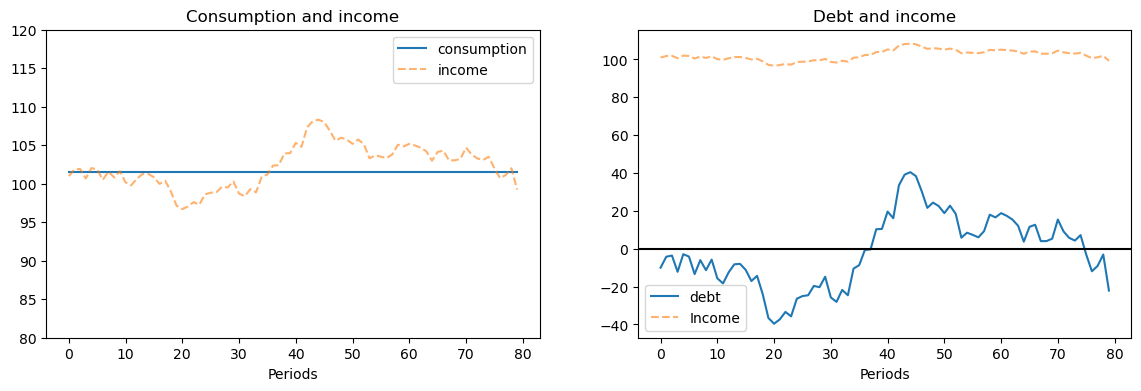 Consumption and income
120
115
110
105
100
95
90
85
80
0 10 20 30 40 50 60 70 80
Periods
consumption
income
Debt and income
100
80
60
40
20
0
−20
−40
0 10 20 30 40 50 60 70 80
Periods
debt
Income